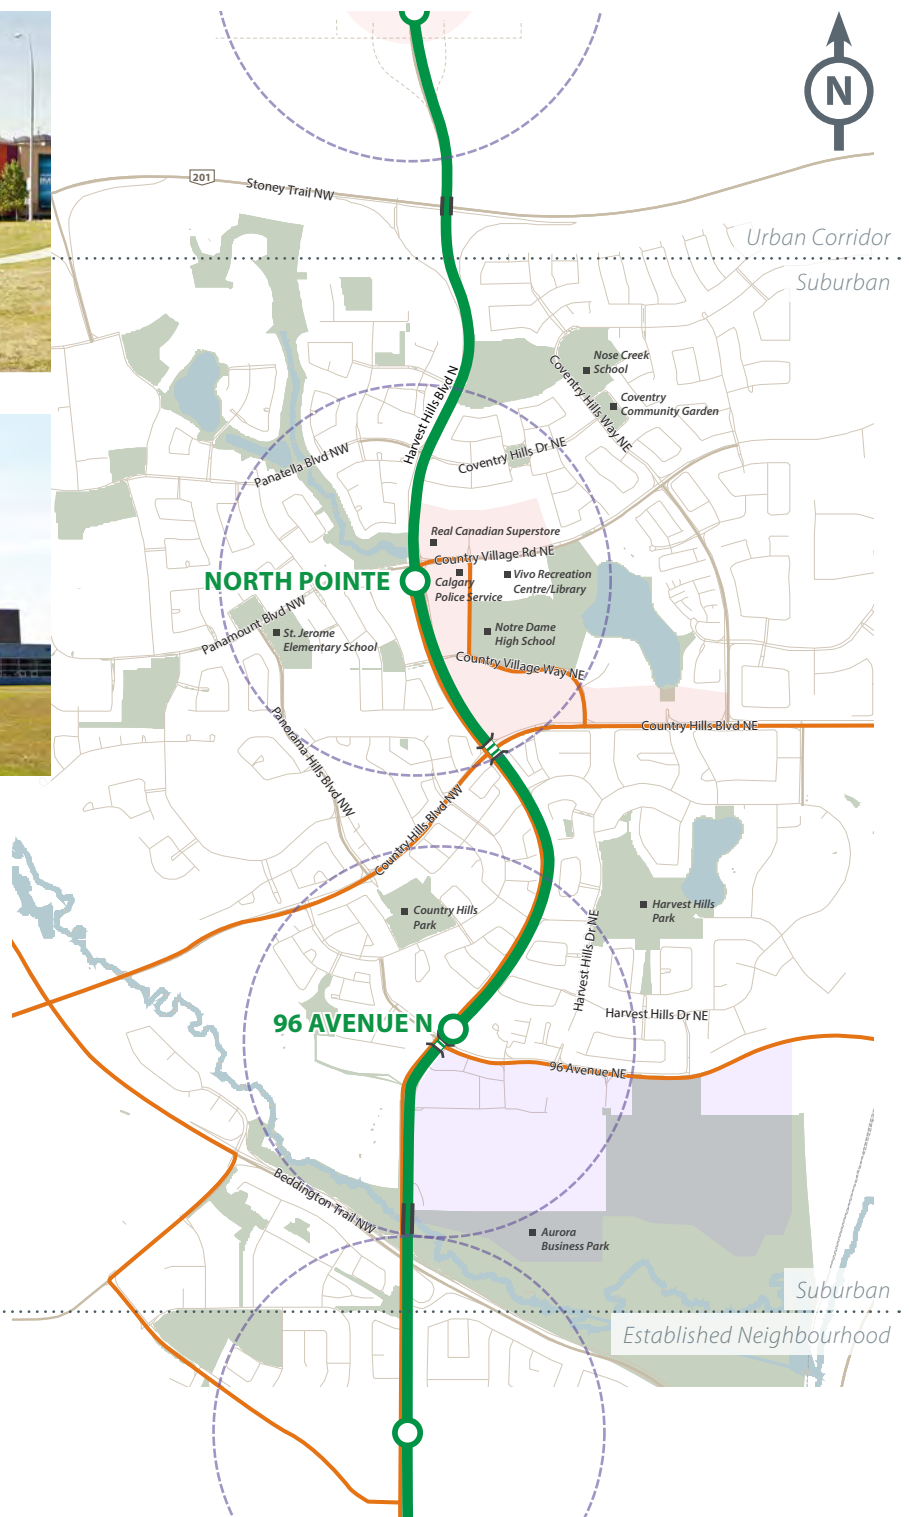 N
201
Stoney Trail NW
Urban Corridor
Suburban
Nose Creek
School
Coventry
Community Garden
Coventry Hills Way NE
Harvest Hills Blvd N
Coventry Hills Dr NE
Panatella Blvd NW
Real Canadian Superstore
Country Village Rd NE
NORTH POINTE
Calgary
Police Service
Vivo Recreation
Centre/Library
Panamount Blvd NW
St. Jerome
Elementary School
Notre Dame
High School
Country Village Way NE
Panorama Hills Blvd NW
Country Hills Blvd NE
Country Hills Blvd NW
Country Hills
Park
Harvest Hills
Park
Harvest Hills Dr NE
Harvest Hills Dr NE
96 AVENUE N
96 Avenue NE
Beddington Trail NW
Aurora
Business Park
Suburban
Established Neighbourhood